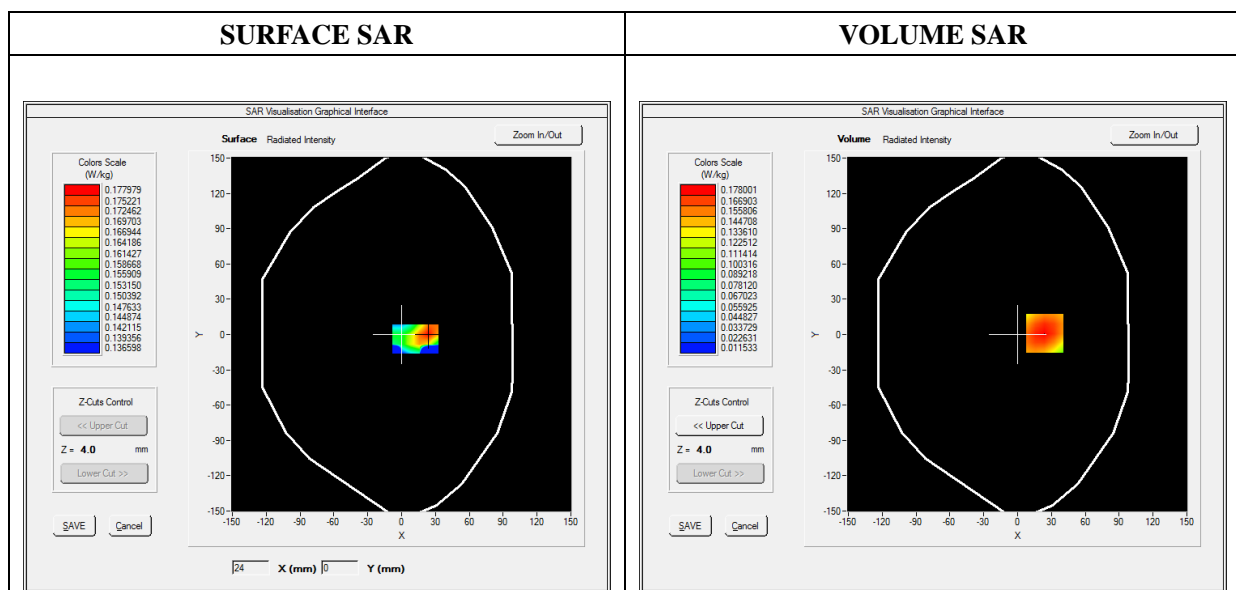 SURFACE SAR
VOLUME SAR
SAR Visualisation Graphical Interface
Surface Radiated Intensity
Zoom In/Out
Colors Scale
(W/kg)
0.177979
0.175221
0.172462
0.169703
0.166944
0.164186
0.161427
0.158668
0.155909
0.153150
0.150392
0.147633
0.144874
0.142115
0.139356
0.136598
Z-Cuts Control
<< Upper Cut
Z = 4.0 mm
Lower Cut >>
SAVE Cancel
150
120
90
60
30
0
-30
-60
-90
-120
-150
Y
-150 -120 -90 -60 -30 0 30 60 90 120 150
X
24 X (mm) 0 Y (mm)
SAR Visualisation Graphical Interface
Volume Radiated Intensity
Zoom In/Out
Colors Scale
(W/kg)
0.178001
0.166903
0.155806
0.144708
0.133610
0.122512
0.111414
0.100316
0.089218
0.078120
0.067023
0.055925
0.044827
0.033729
0.022631
0.011533
Z-Cuts Control
<< Upper Cut
Z = 4.0 mm
Lower Cut >>
SAVE Cancel
150
120
90
60
30
0
-30
-60
-90
-120
-150
Y
-150 -120 -90 -60 -30 0 30 60 90 120 150
X